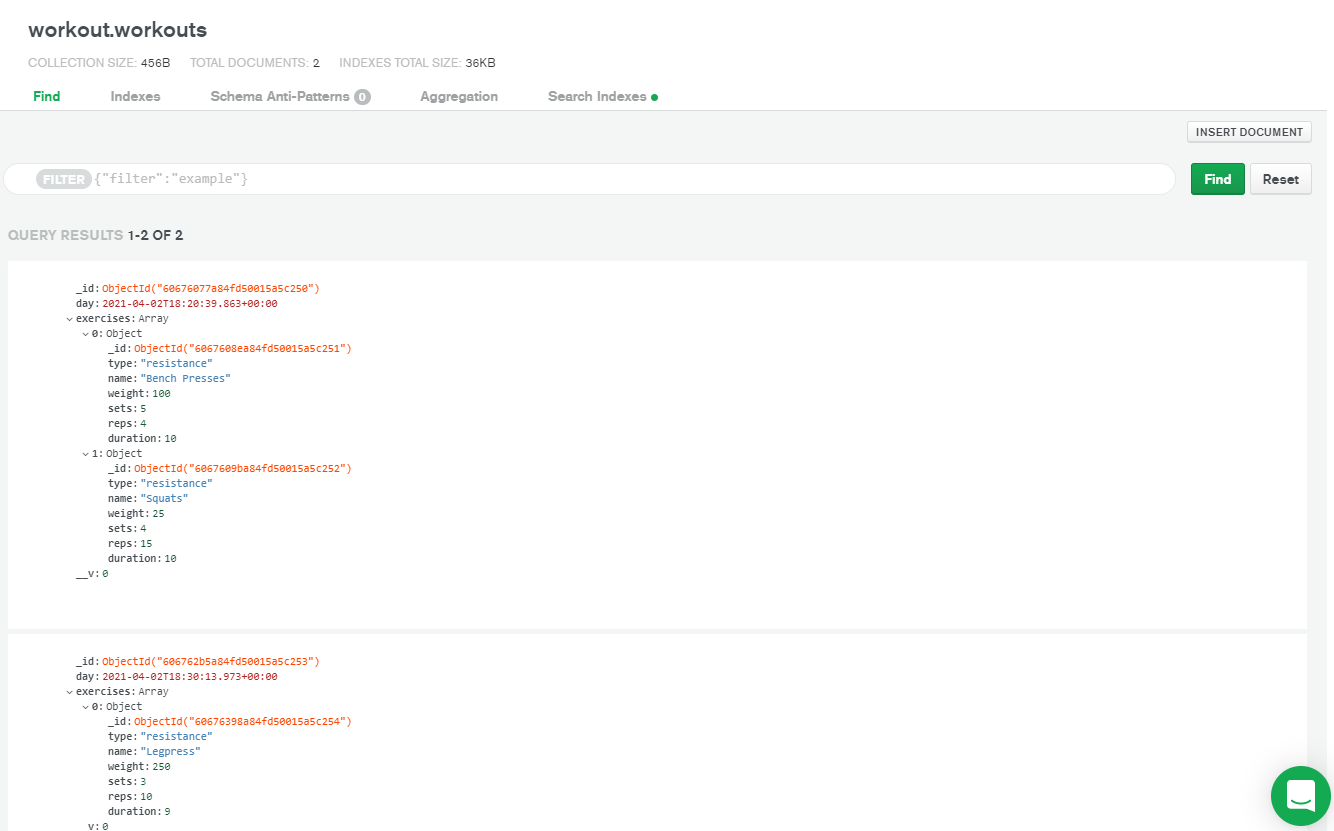 workout.workouts
COLLECTION SIZE: 456B TOTAL DOCUMENTS: 2 INDEXES TOTAL SIZE: 36KB
Find Indexes Schema Anti-Patterns 0 Aggregation Search Indexes
INSERT DOCUMENT
FILTER {"filter":"example"} Find Reset
QUERY RESULTS 1-2 OF 2
_id: ObjectId("60676077a84fd50015a5c250")
day: 2021-04-02T18:20:39.863+00:00
exercises: Array
0: Object
_id: ObjectId("6067608ea84fd50015a5c251")
type: "resistance"
name: "Bench Presses"
weight: 100
sets: 5
reps: 4
duration: 10
1: Object
_id: ObjectId("6067609ba84fd50015a5c252")
type: "resistance"
name: "Squats"
weight: 25
sets: 4
reps: 15
duration: 10
__v: 0
_id: ObjectId("606762b5a84fd50015a5c253")
day: 2021-04-02T18:30:13.973+00:00
exercises: Array
0: Object
_id: ObjectId("60676398a84fd50015a5c254")
type: "resistance"
name: "Legpress"
weight: 250
sets: 3
reps: 10
duration: 9
v: 0